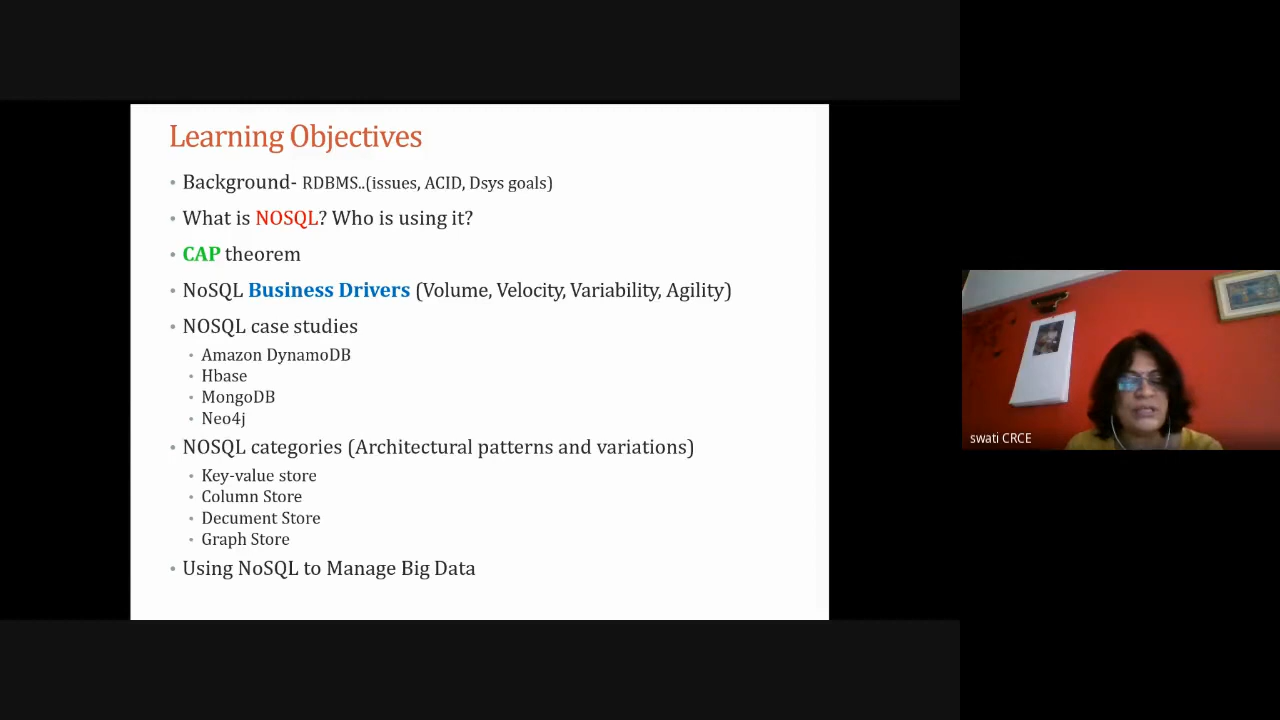 Learning Objectives
• Background- RDBMS..(issues, ACID, Dsys goals)
• What is NOSQL? Who is using it?
• CAP theorem
• NoSQL Business Drivers (Volume, Velocity, Variability, Agility)
• NOSQL case studies
• Amazon DynamoDB
• Hbase
• MongoDB
• Neo4j
• NOSQL categories (Architectural patterns and variations)
• Key-value store
• Column Store
• Decument Store
• Graph Store
• Using NoSQL to Manage Big Data
swati CRCE